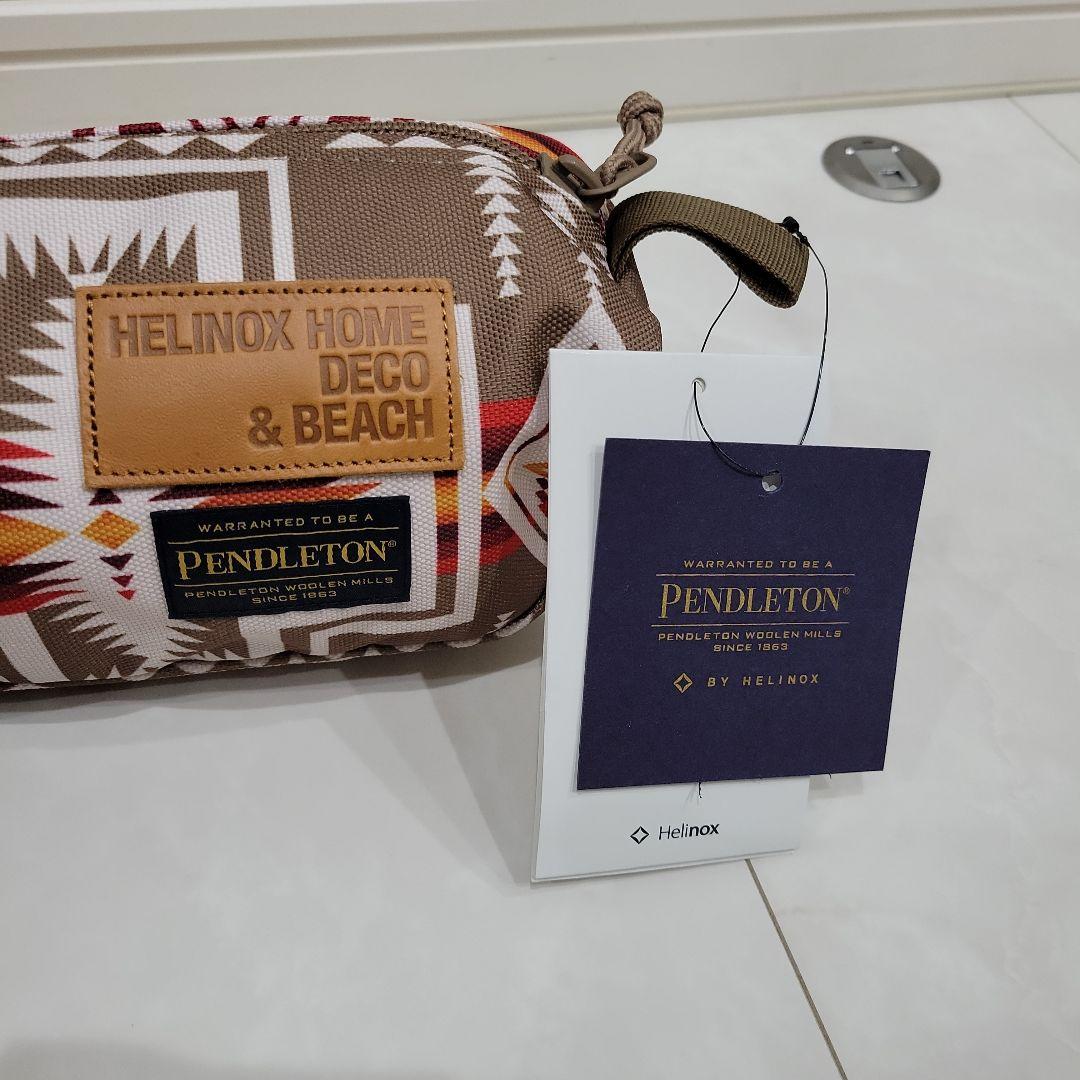 HELINOX HOME
DECO
& BEACH
WARRANTED TO BE A
PENDLETON®
PENDLETON WOOLEN MILLS
SINCE 1863
WARRANTED TO BE A
PENDLETON®
PENDLETON WOOLEN MILLS
SINCE 1863
BY HELINOX
Helinox